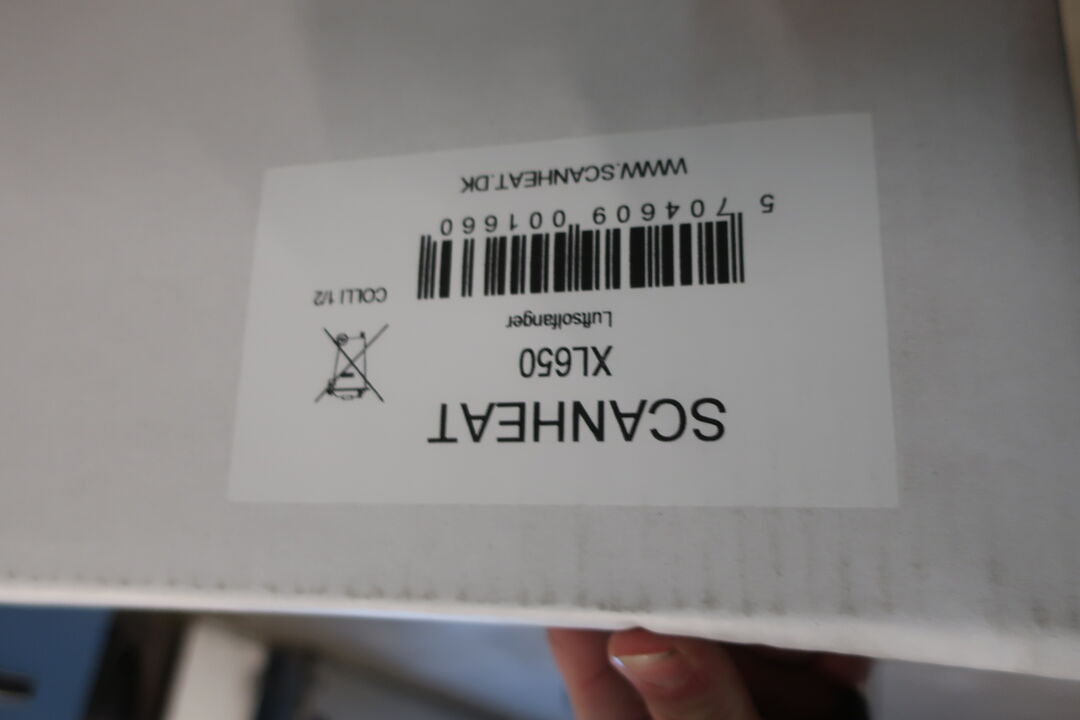 SCANHEAT
XL650
Luftsolfanger
COLLI 1/2
5 704609 001660
WWW.SCANHEAT.DK